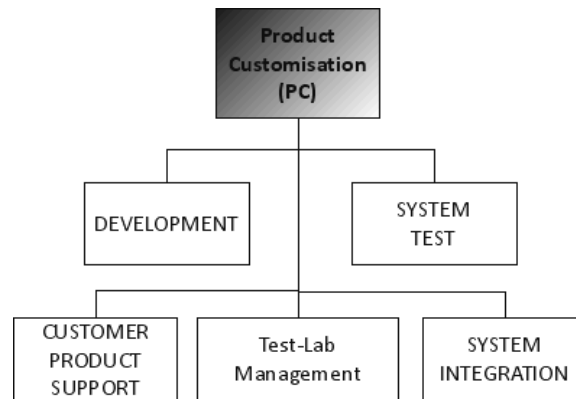 Product
Customisation
(PC)
DEVELOPMENT
SYSTEM
TEST
CUSTOMER
PRODUCT
SUPPORT
Test-Lab
Management
SYSTEM
INTEGRATION